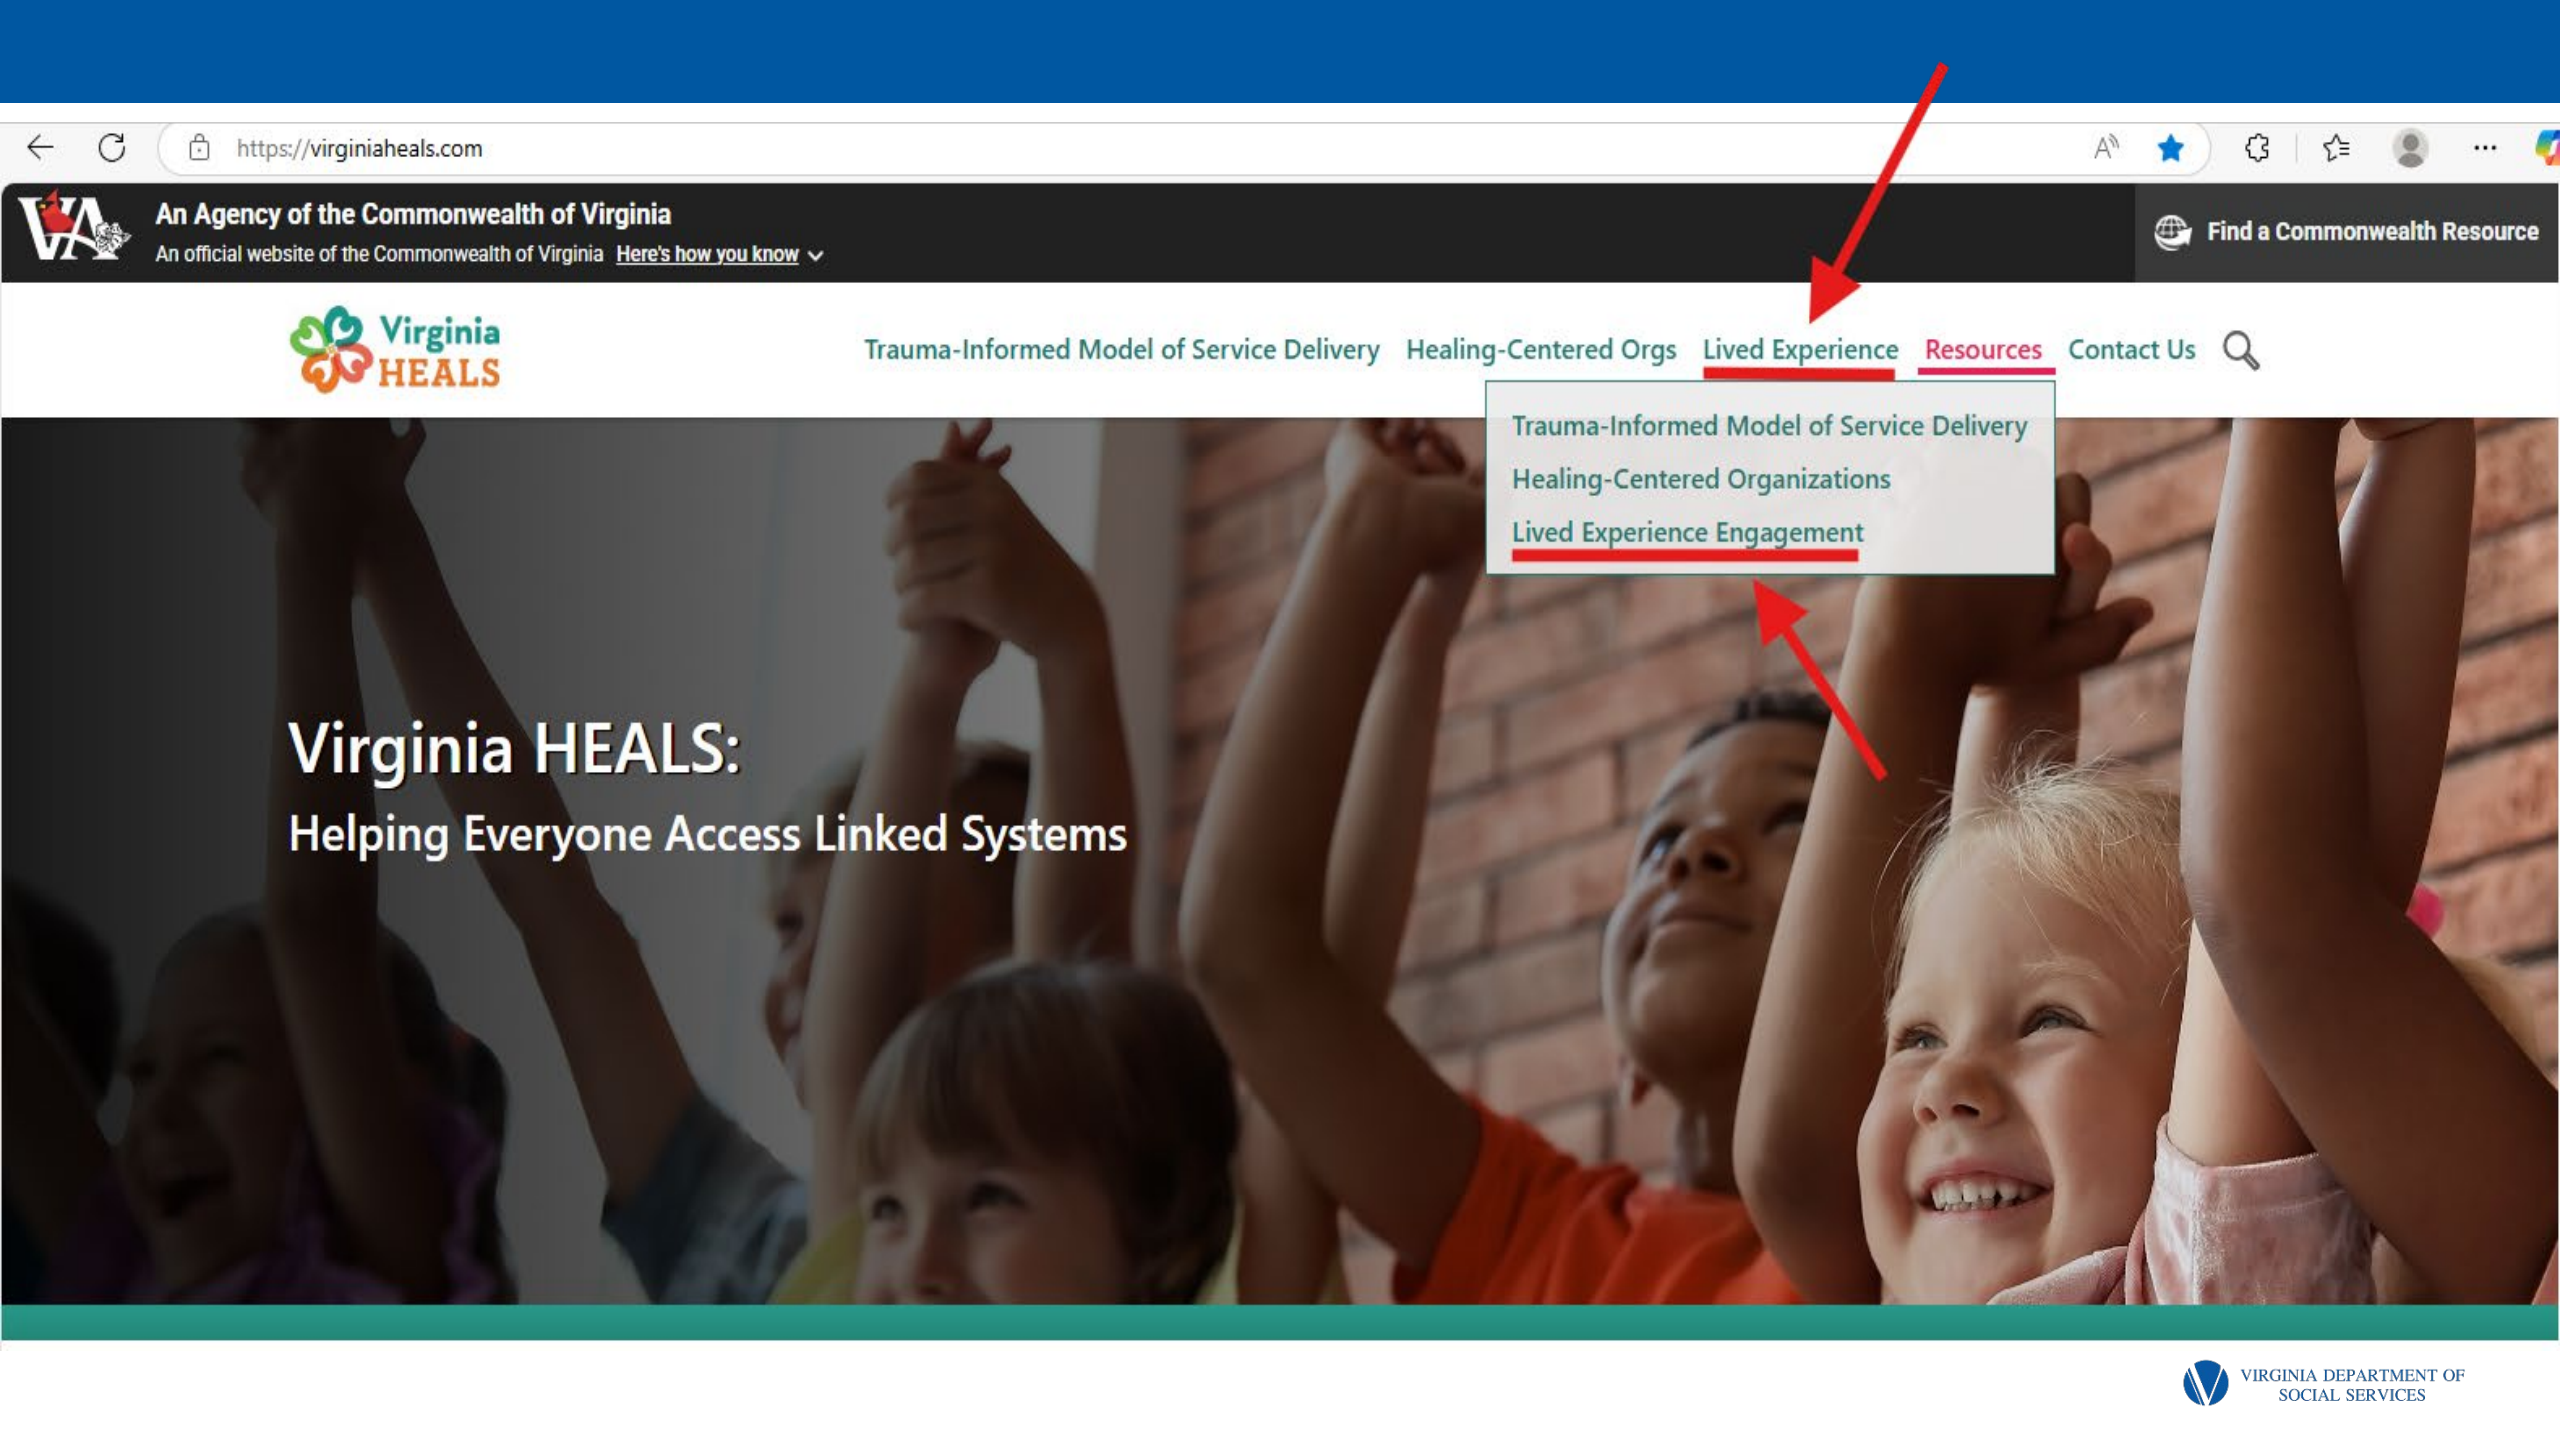 https://virginiaheals.com
VA
An Agency of the Commonwealth of Virginia
An official website of the Commonwealth of Virginia Here's how you know
Find a Commonwealth Resource
Virginia
HEALS
Trauma-Informed Model of Service Delivery Healing-Centered Orgs Lived Experience Resources Contact Us
Trauma-Informed Model of Service Delivery
Healing-Centered Organizations
Lived Experience Engagement
Virginia HEALS:
Helping Everyone Access Linked Systems
VIRGINIA DEPARTMENT OF
SOCIAL SERVICES